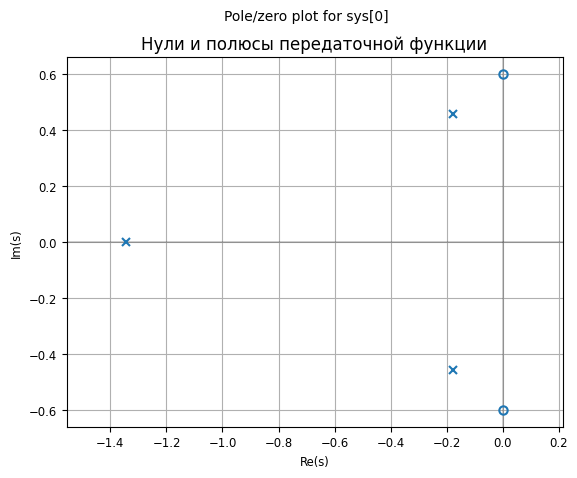 Pole/zero plot for sys[0]
Нули и полюсы передаточной функции
0.6
0.4
0.2
0.0
−0.2
−0.4
−0.6
Im(s)
−1.4 −1.2 −1.0 −0.8 −0.6 −0.4 −0.2 0.0 0.2
Re(s)